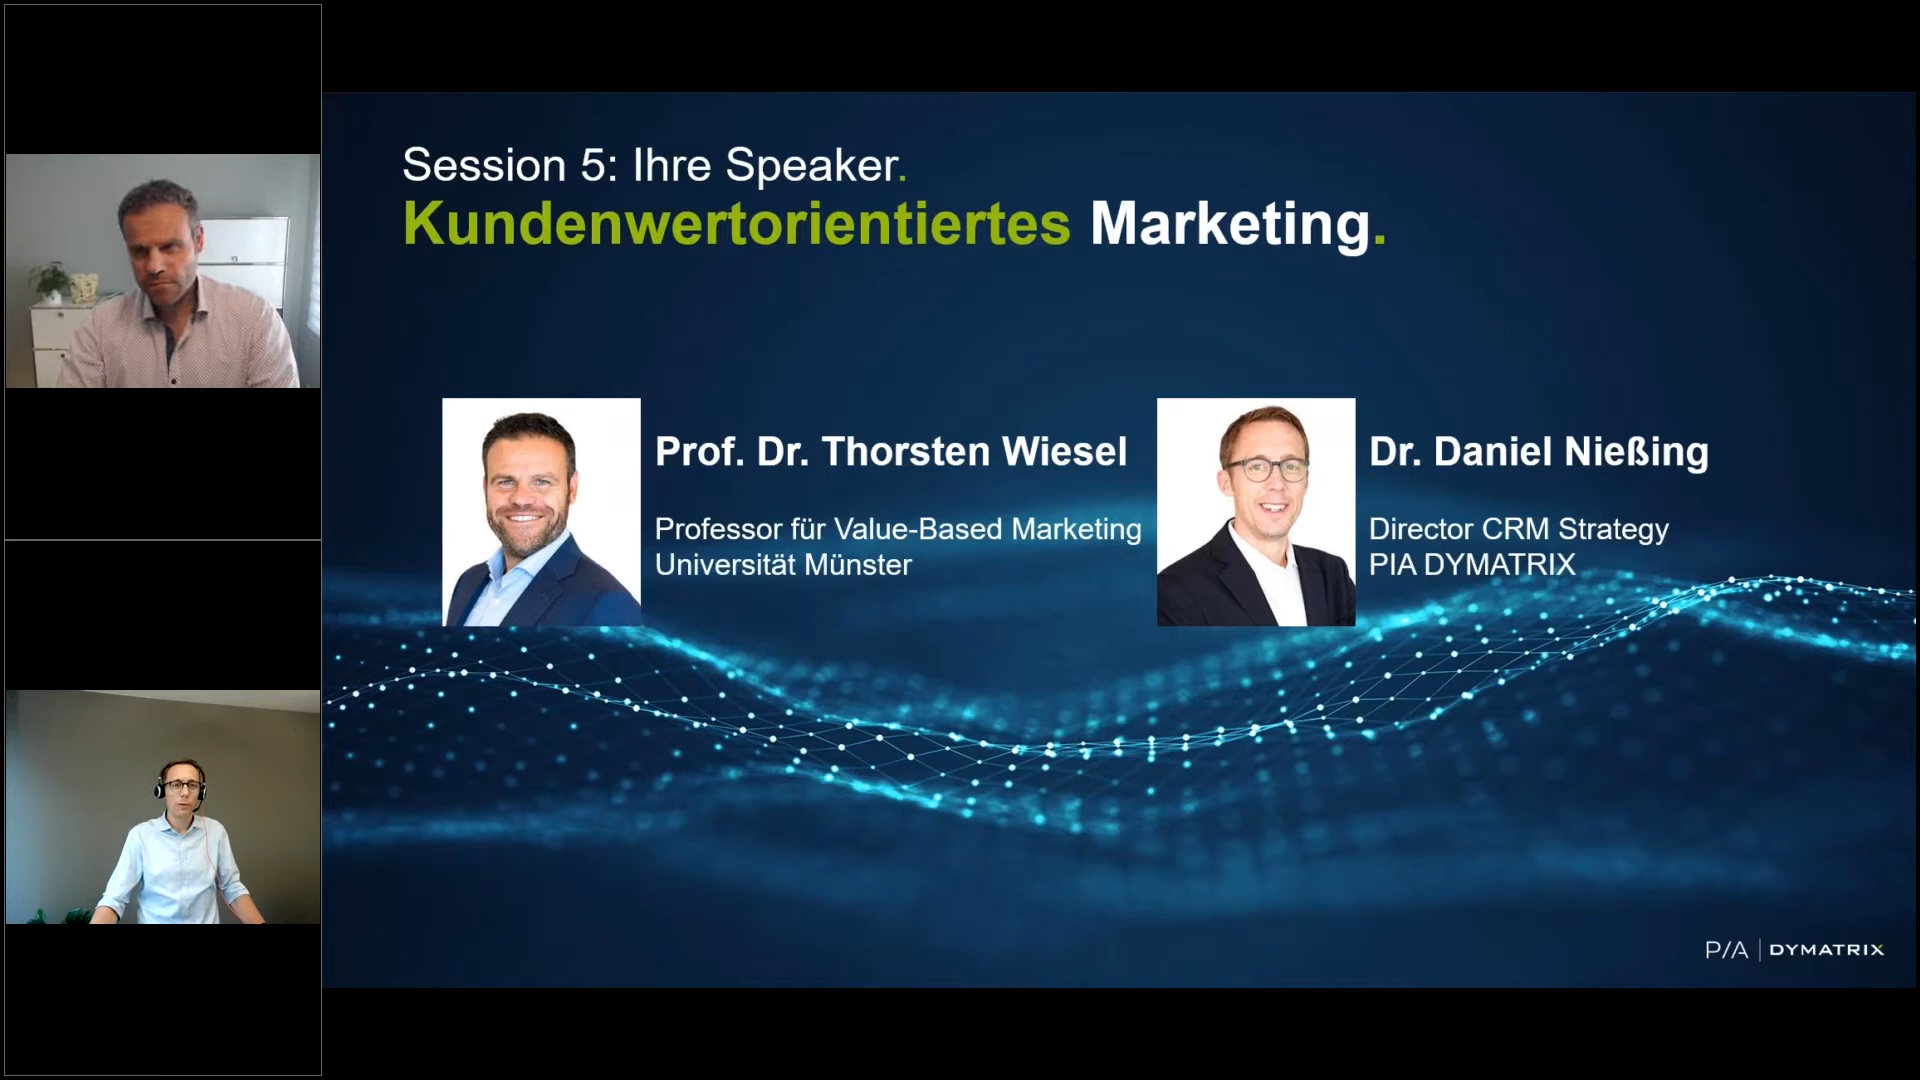 Session 5: Ihre Speaker.
Kundenwertorientiertes Marketing.
Prof. Dr. Thorsten Wiesel
Professor für Value-Based Marketing
Universität Münster
Dr. Daniel Nießing
Director CRM Strategy
PIA DYMATRIX
P/A | DYMATRIX